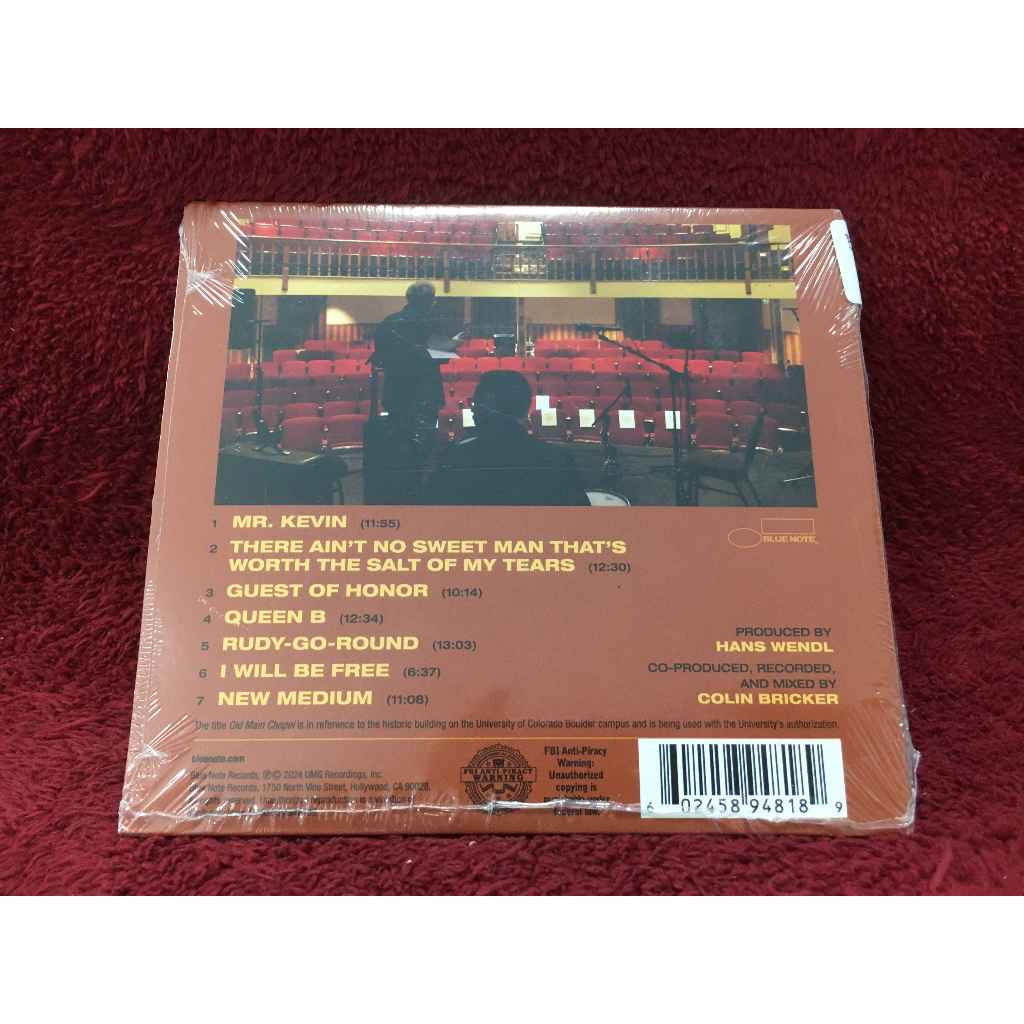 1 MR. KEVIN (11:55)
BLUE NOTE
2 THERE AIN'T NO SWEET MAN THAT'S
WORTH THE SALT OF MY TEARS (12:30)
3 GUEST OF HONOR (10:14)
4 QUEEN B (12:34)
5 RUDY-GO-ROUND (13:03)
6 I WILL BE FREE (6:37)
7 NEW MEDIUM (11:08)
PRODUCED BY
HANS WENDL
CO-PRODUCED, RECORDED,
AND MIXED BY
COLIN BRICKER
The title Old Main Chapel is in reference to the historic building on the University of Colorado Boulder campus and is being used with the University's authorization.
bluenote.com
Blue Note Records, ℗© 2024 UMG Recordings, Inc.
Blue Note Records, 1750 North Vine Street, Hollywood, CA 90028.
FBI ANTI-PIRACY
WARNING
FBI Anti-Piracy
Warning:
Unauthorized
copying is
federal law.
6 02458 94818 9